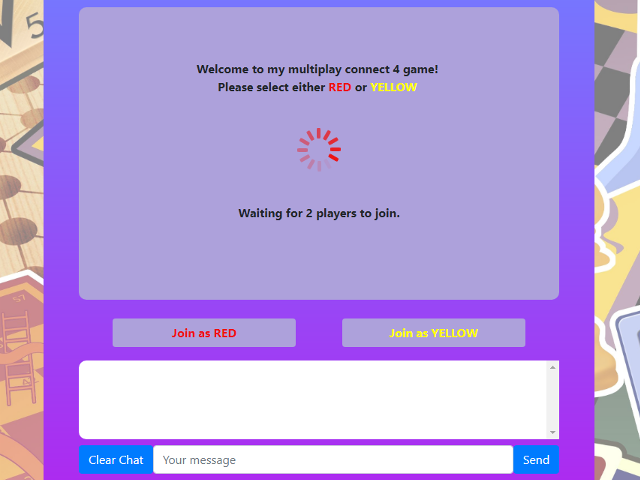 5
Welcome to my multiplay connect 4 game!
Please select either RED or YELLOW
Waiting for 2 players to join.
Join as RED
Join as YELLOW
Clear Chat
Your message
Send